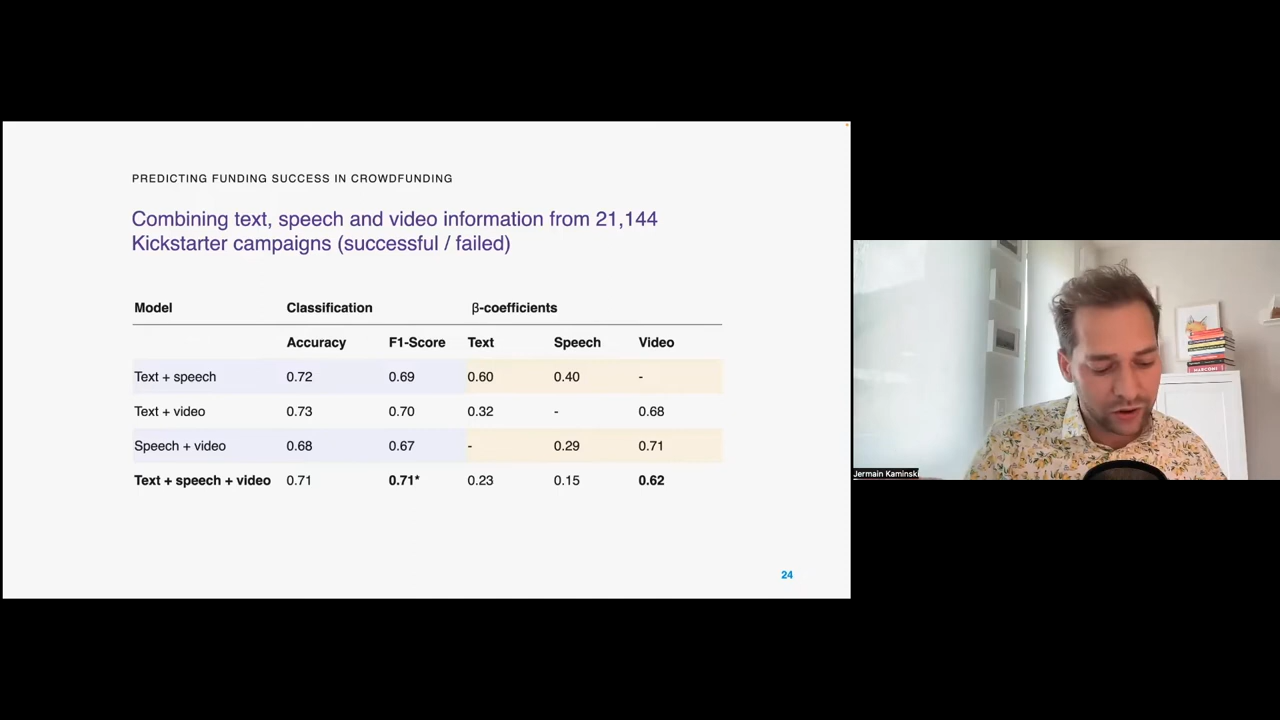 PREDICTING FUNDING SUCCESS IN CROWDFUNDING
Combining text, speech and video information from 21,144
Kickstarter campaigns (successful / failed)
Model Classification β-coefficients
Accuracy F1-Score Text Speech Video
Text + speech 0.72 0.69 0.60 0.40 -
Text + video 0.73 0.70 0.32 - 0.68
Speech + video 0.68 0.67 - 0.29 0.71
Text + speech + video 0.71 0.71* 0.23 0.15 0.62
24
MARCONI
Jermain Kaminski